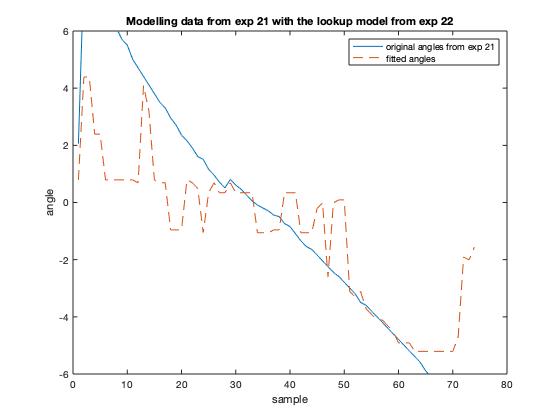 Modelling data from exp 21 with the lookup model from exp 22
original angles from exp 21
fitted angles
6
4
2
0
-2
-4
-6
angle
0 10 20 30 40 50 60 70 80
sample